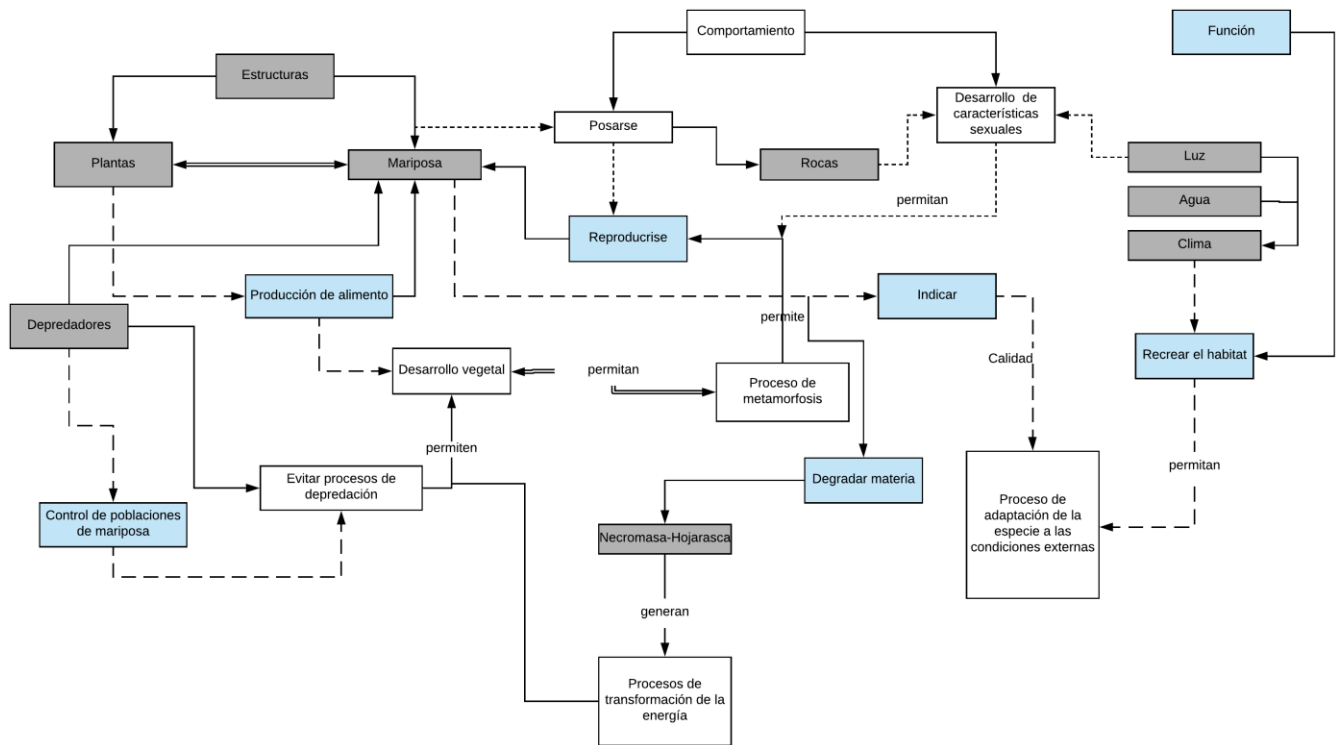 Comportamiento
Función
Estructuras
Desarrollo de
características
sexuales
Posarse
Plantas
Mariposa
Rocas
Luz
Agua
permitan
Reproducrise
Clima
Producción de alimento
Indicar
Depredadores
permite
Calidad
Recrear el habitat
Desarrollo vegetal
permitan
Proceso de
metamorfosis
permiten
permitan
Evitar procesos de
depredación
Degradar materia
Control de poblaciones
de mariposa
Proceso de
adaptación de la
especie a las
condiciones externas
Necromasa-Hojarasca
generan
Procesos de
transformación de la
energía